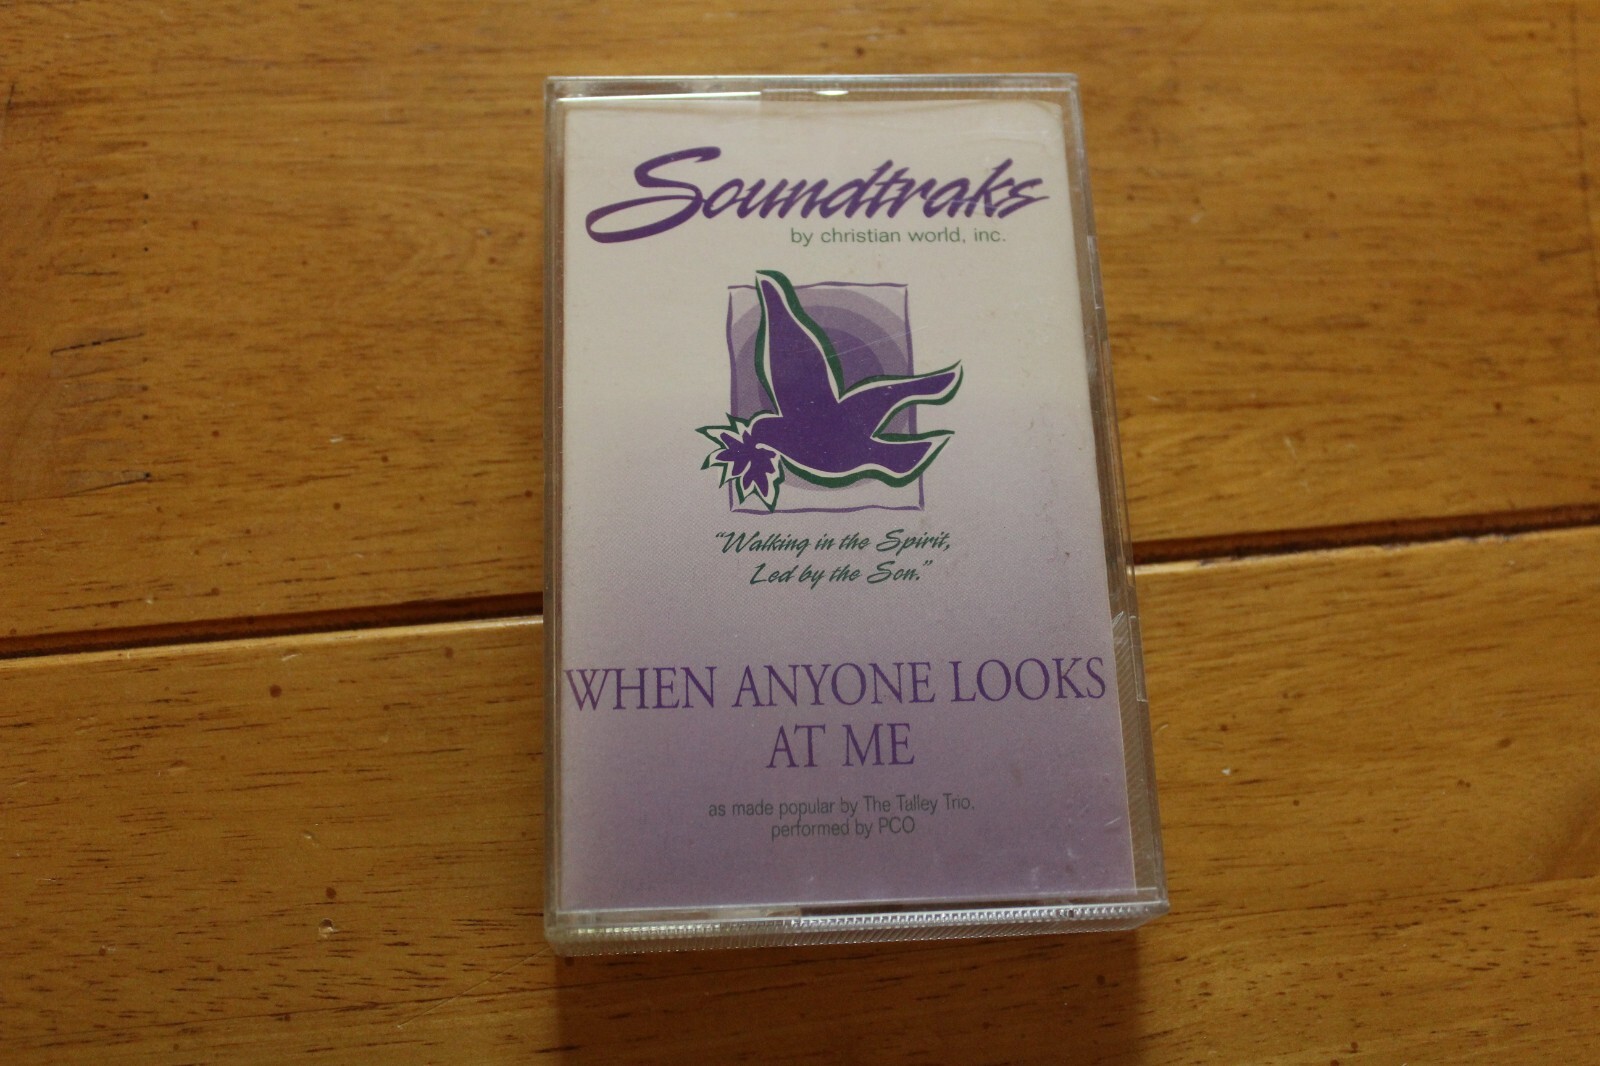 Soundtraks
by christian world, inc.
"Walking in the Spirit,
Led by the Son."
WHEN ANYONE LOOKS
AT ME
as made popular by The Talley Trio.
performed by PCO